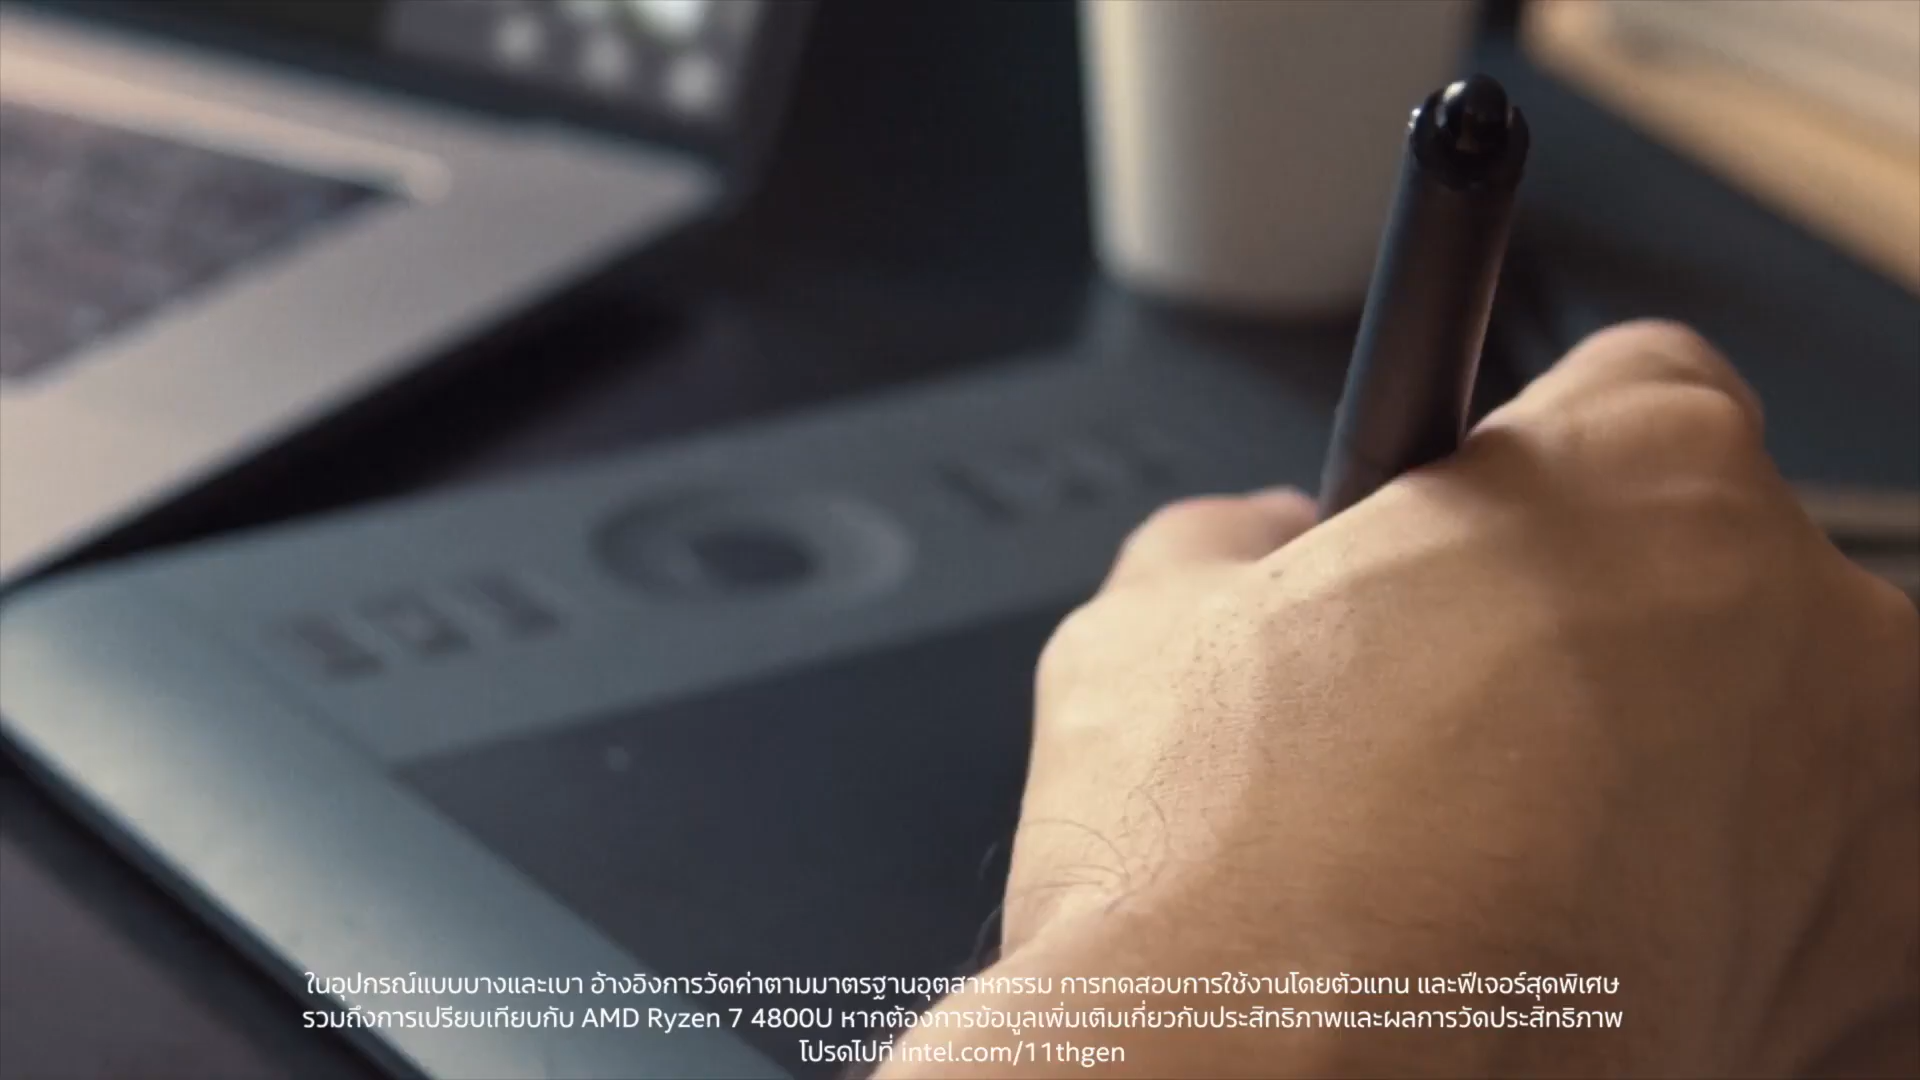 ในอุปกรณ์แบบบางและเบา อ้างอิงการวัดค่าตามมาตรฐานอุตสาหกรรม การทดสอบการใช้งานโดยตัวแทน และฟีเจอร์สุดพิเศษ
รวมถึงการเปรียบเทียบกับ AMD Ryzen 7 4800U หากต้องการข้อมูลเพิ่มเติมเกี่ยวกับประสิทธิภาพและผลการวัดประสิทธิภาพ
โปรดไปที่ intel.com/11thgen